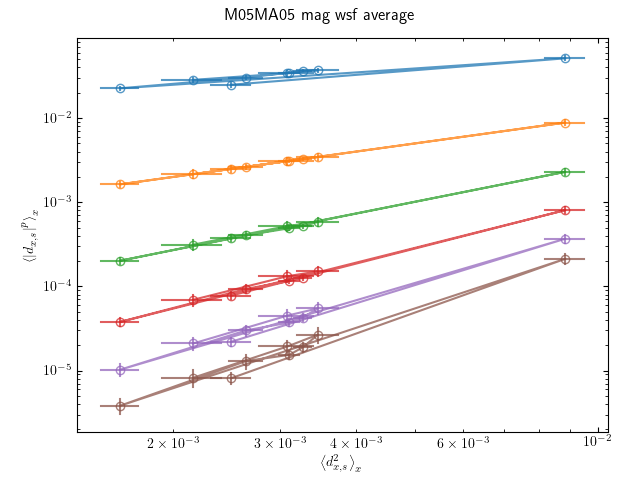 M05MA05 mag wsf average
10⁻²
10⁻³
10⁻⁴
10⁻⁵
⟨|d_{x,s}|^p⟩_x
2 × 10⁻³ 3 × 10⁻³ 4 × 10⁻³ 6 × 10⁻³ 10⁻²
⟨d²_{x,s}⟩_x